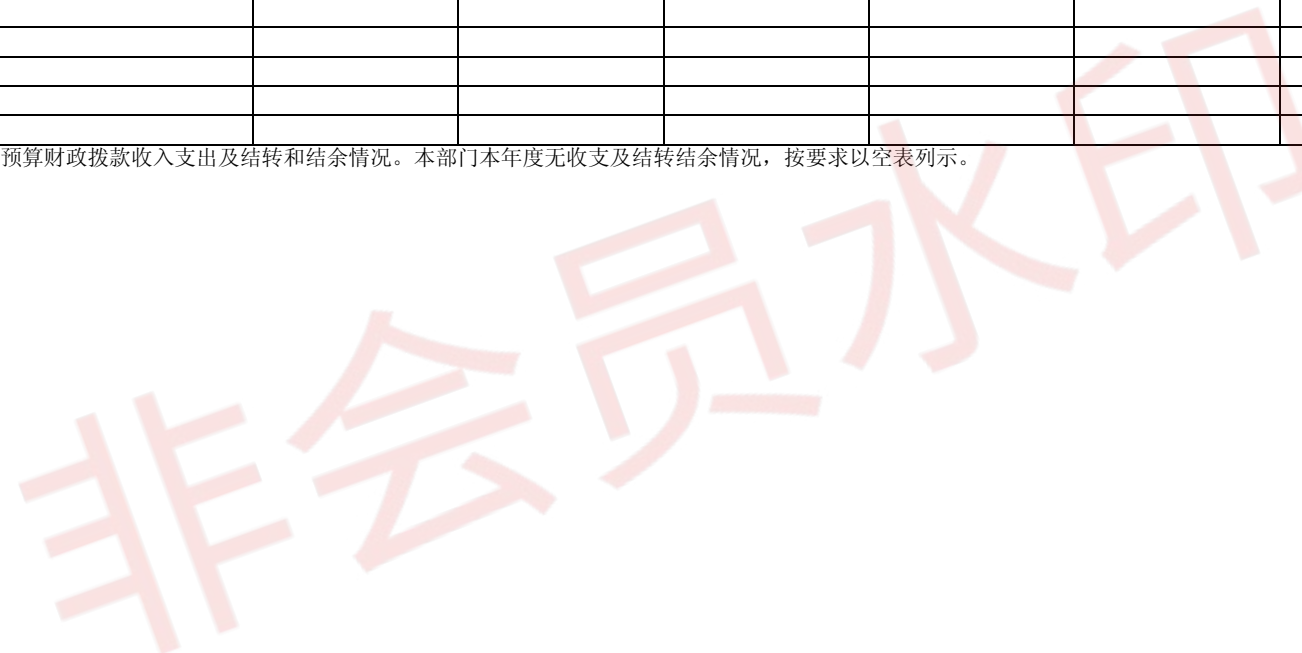 预算财政拨款收入支出及结转和结余情况。本部门本年度无收支及结转结余情况，按要求以空表列示。
非会员水印